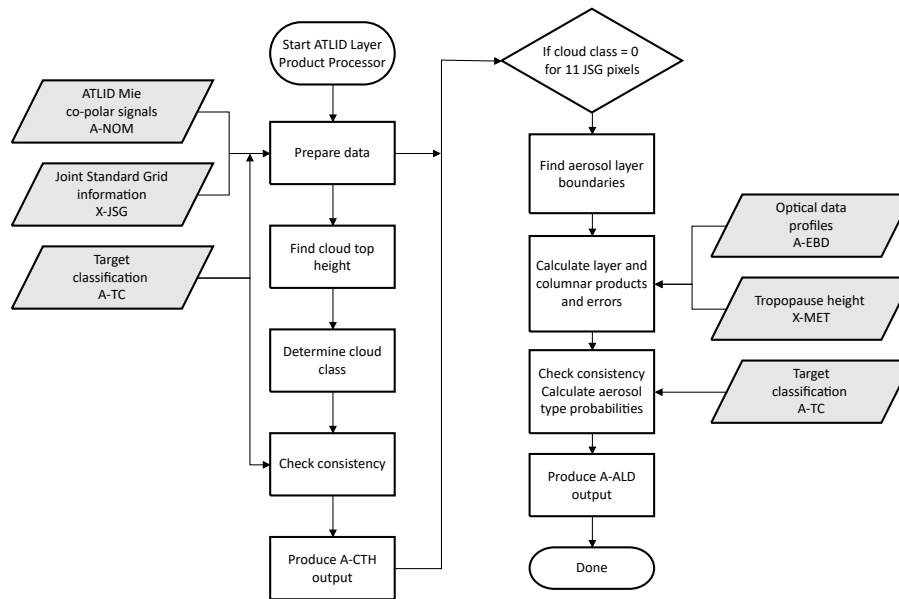 Start ATLID Layer
Product Processor
ATLID Mie
co-polar signals
A-NOM
Joint Standard Grid
information
X-JSG
Target
classification
A-TC
Prepare data
Find cloud top
height
Determine cloud
class
Check consistency
Produce A-CTH
output
If cloud class = 0
for 11 JSG pixels
Find aerosol layer
boundaries
Calculate layer and
columnar products
and errors
Optical data
profiles
A-EBD
Tropopause height
X-MET
Check consistency
Calculate aerosol
type probabilities
Target
classification
A-TC
Produce A-ALD
output
Done